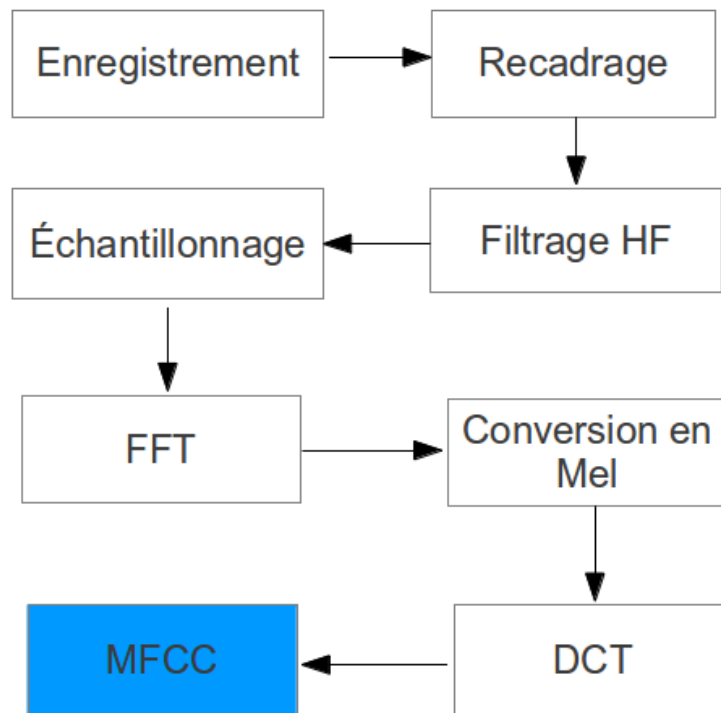 Enregistrement
Recadrage
Filtrage HF
Échantillonnage
FFT
Conversion en
Mel
DCT
MFCC